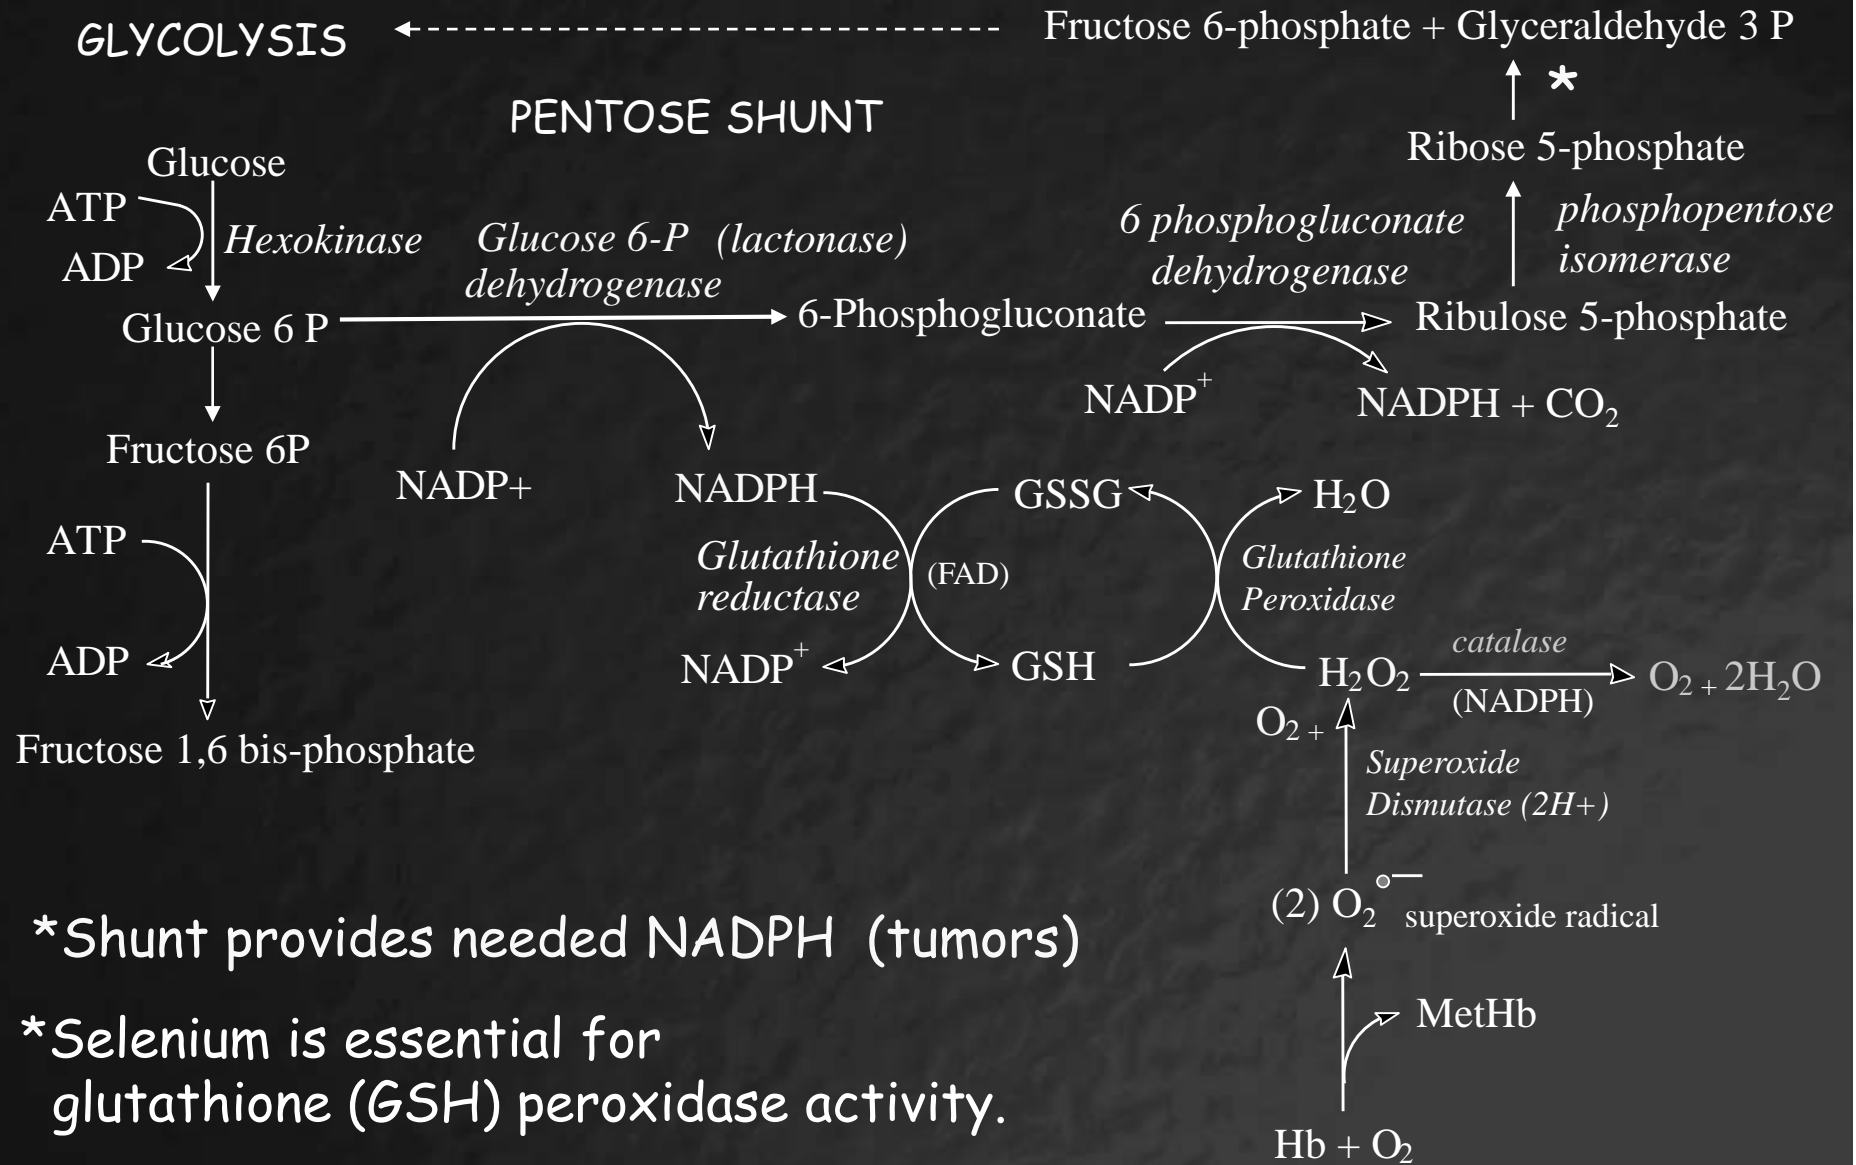 GLYCOLYSIS
Fructose 6-phosphate + Glyceraldehyde 3 P
*
PENTOSE SHUNT
Ribose 5-phosphate
Glucose
ATP
ADP
Hexokinase
Glucose 6-P (lactonase)
dehydrogenase
6 phosphogluconate
dehydrogenase
phosphopentose
isomerase
Glucose 6 P
6-Phosphogluconate
Ribulose 5-phosphate
NADP⁺
NADPH + CO₂
Fructose 6P
NADP+
NADPH
GSSG
H₂O
ATP
Glutathione
reductase
(FAD)
Glutathione
Peroxidase
ADP
NADP⁺
GSH
H₂O₂
catalase
(NADPH)
O₂ + 2H₂O
O₂ +
Fructose 1,6 bis-phosphate
Superoxide
Dismutase (2H+)
(2) O₂°— superoxide radical
*Shunt provides needed NADPH (tumors)
MetHb
*Selenium is essential for
glutathione (GSH) peroxidase activity.
Hb + O₂